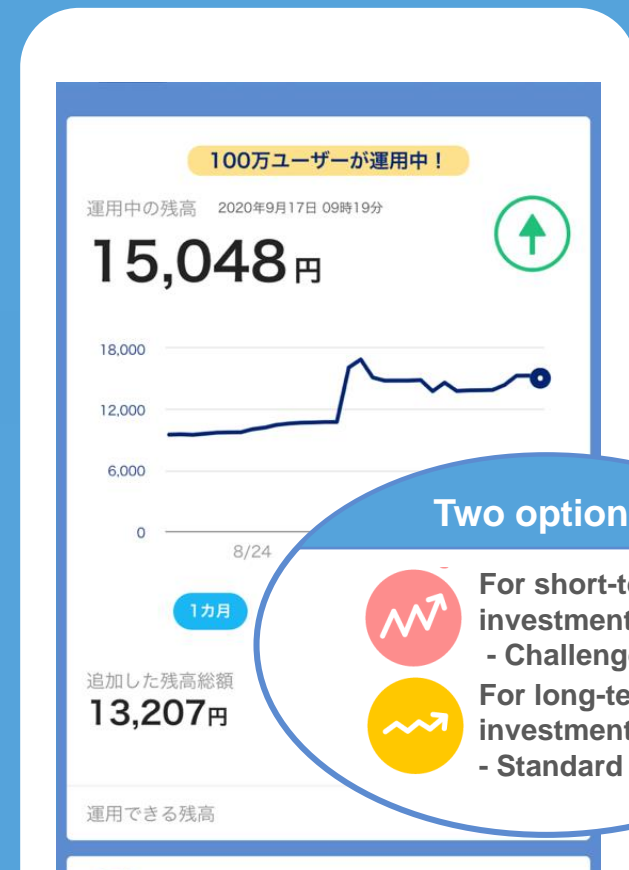 100万ユーザーが運用中！
運用中の残高 2020年9月17日 09時19分
15,048円
18,000
12,000
6,000
0
8/24
1カ月
追加した残高総額
13,207円
運用できる残高
Two option
For short-te
investment
- Challeng
For long-te
investment
- Standard